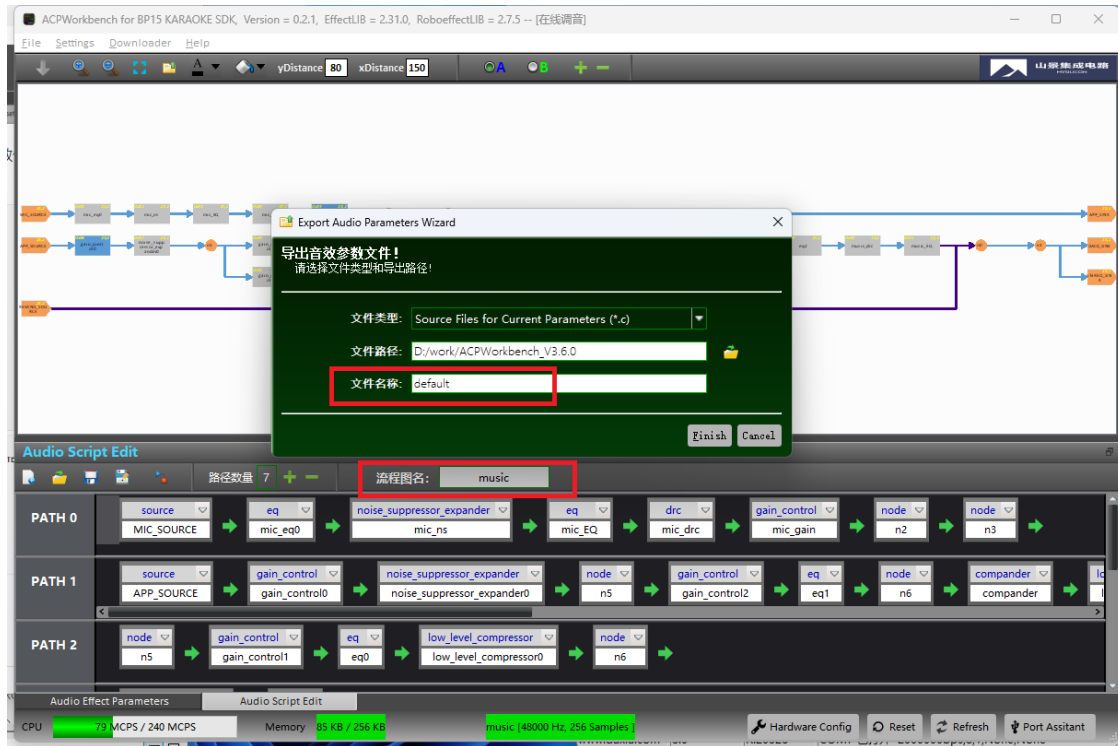 ACPWorkbench for BP15 KARAOKE SDK, Version = 0.2.1, EffectLIB = 2.31.0, RoboeffectLIB = 2.7.5 -- [在线调音]
File Settings Downloader Help
A yDistance 80 xDistance 150 A B
山景集成电路
Export Audio Parameters Wizard
导出音效参数文件!
请选择文件类型和导出路径!
文件类型: Source Files for Current Parameters (*.c)
文件路径: D:/work/ACPWorkbench_V3.6.0
文件名称: default
Finish Cancel
Audio Script Edit
路径数量 7 流程图名: music
PATH 0
source eq noise_suppressor_expander eq drc gain_control node node
MIC_SOURCE mic_eq0 mic_ns mic_EQ mic_drc mic_gain n2 n3
PATH 1
source gain_control noise_suppressor_expander node gain_control eq node compander
APP_SOURCE gain_control0 noise_suppressor_expander0 n5 gain_control2 eq1 n6 compander
PATH 2
node gain_control eq low_level_compressor node
n5 gain_control1 eq0 low_level_compressor0 n6
Audio Effect Parameters Audio Script Edit
CPU 79 MCPS / 240 MCPS Memory 85 KB / 256 KB music [48000 Hz, 256 Samples ] Hardware Config Reset Refresh Port Assitant